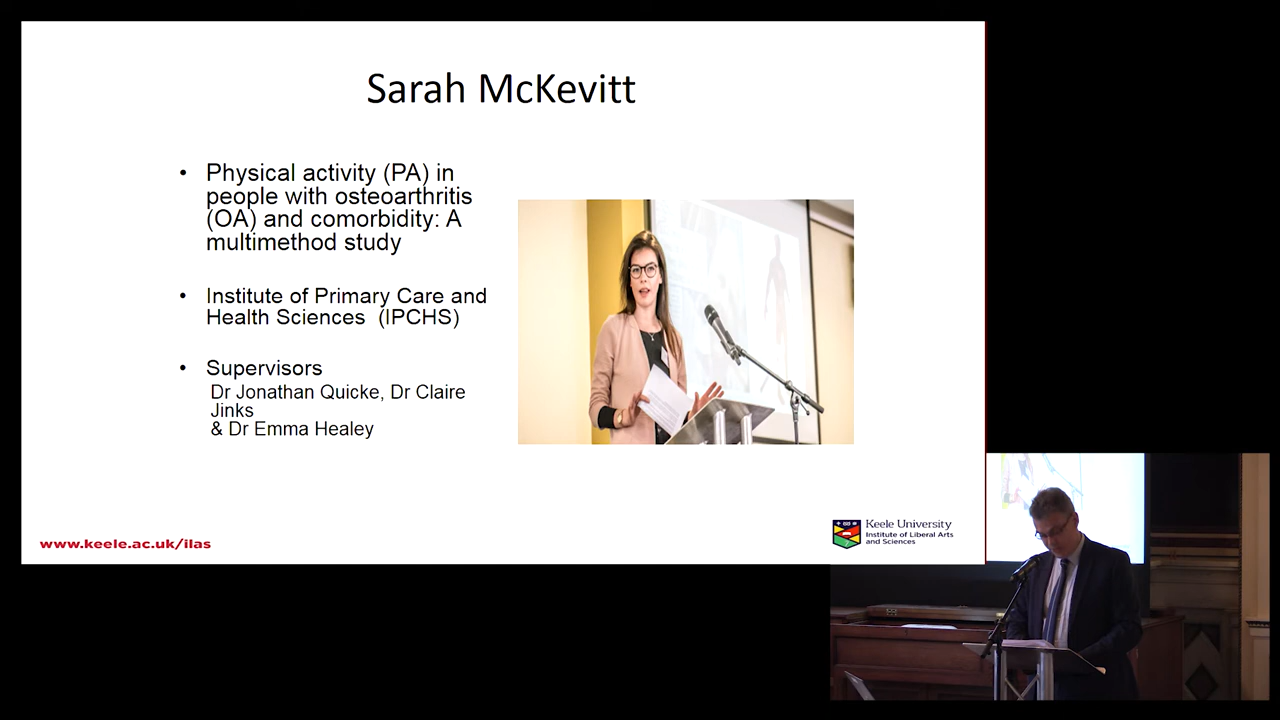 Sarah McKevitt
• Physical activity (PA) in
people with osteoarthritis
(OA) and comorbidity: A
multimethod study
• Institute of Primary Care and
Health Sciences (IPCHS)
• Supervisors
Dr Jonathan Quicke, Dr Claire
Jinks
& Dr Emma Healey
www.keele.ac.uk/ilas
Keele University
Institute of Liberal Arts
and Sciences